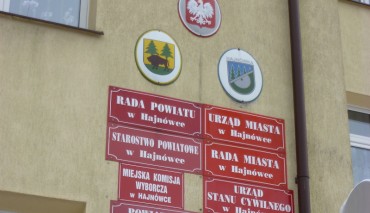 RADA POWIATU
w Hajnówce
URZĄD MIASTA
w Hajnówce
STAROSTWO POWIATOWE
w Hajnówce
RADA MIASTA
w Hajnówce
MIEJSKA KOMISJA
WYBORCZA
w HAJNÓWCE
URZĄD
STANU CYWILNEGO
w Hajnówce